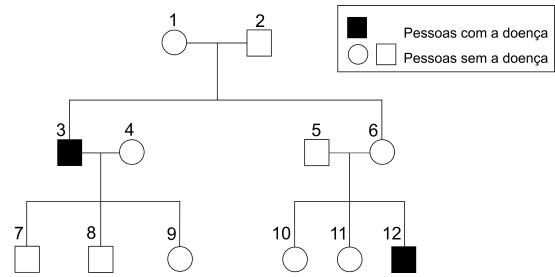 1 2
Pessoas com a doença
Pessoas sem a doença
3 4 5 6
7 8 9 10 11 12